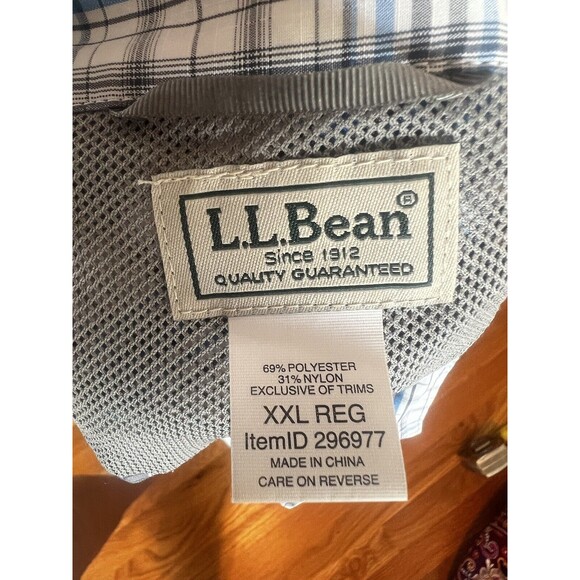 L.L.Bean®
Since 1912
QUALITY GUARANTEED
69% POLYESTER
31% NYLON
EXCLUSIVE OF TRIMS
XXL REG
ItemID 296977
MADE IN CHINA
CARE ON REVERSE